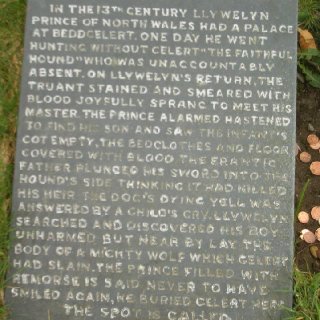 IN THE 13TH CENTURY LLYWELYN
PRINCE OF NORTH WALES HAD A PALACE
AT BEDDGELERT. ONE DAY HE WENT
HUNTING WITHOUT GELERT "THE FAITHFUL
HOUND" WHO WAS UNACCOUNTABLY
ABSENT. ON LLYWELYN'S RETURN, THE
TRUANT STAINED AND SMEARED WITH
BLOOD JOYFULLY SPRANG TO MEET HIS
MASTER. THE PRINCE ALARMED HASTENED
TO FIND HIS SON AND SAW THE INFANT'S
COT EMPTY, THE BEDCLOTHES AND FLOOR
COVERED WITH BLOOD. THE FRANTIC
FATHER PLUNGED HIS SWORD INTO THE
HOUND'S SIDE THINKING IT HAD KILLED
HIS HEIR. THE DOG'S DYING YELL WAS
ANSWERED BY A CHILD'S CRY. LLYWELYN
SEARCHED AND DISCOVERED HIS BOY
UNHARMED BUT NEAR BY LAY THE
BODY OF A MIGHTY WOLF WHICH GELERT
HAD SLAIN. THE PRINCE FILLED WITH
REMORSE IS SAID NEVER TO HAVE
SMILED AGAIN. HE BURIED GELERT HERE
THE SPOT IS CALLED